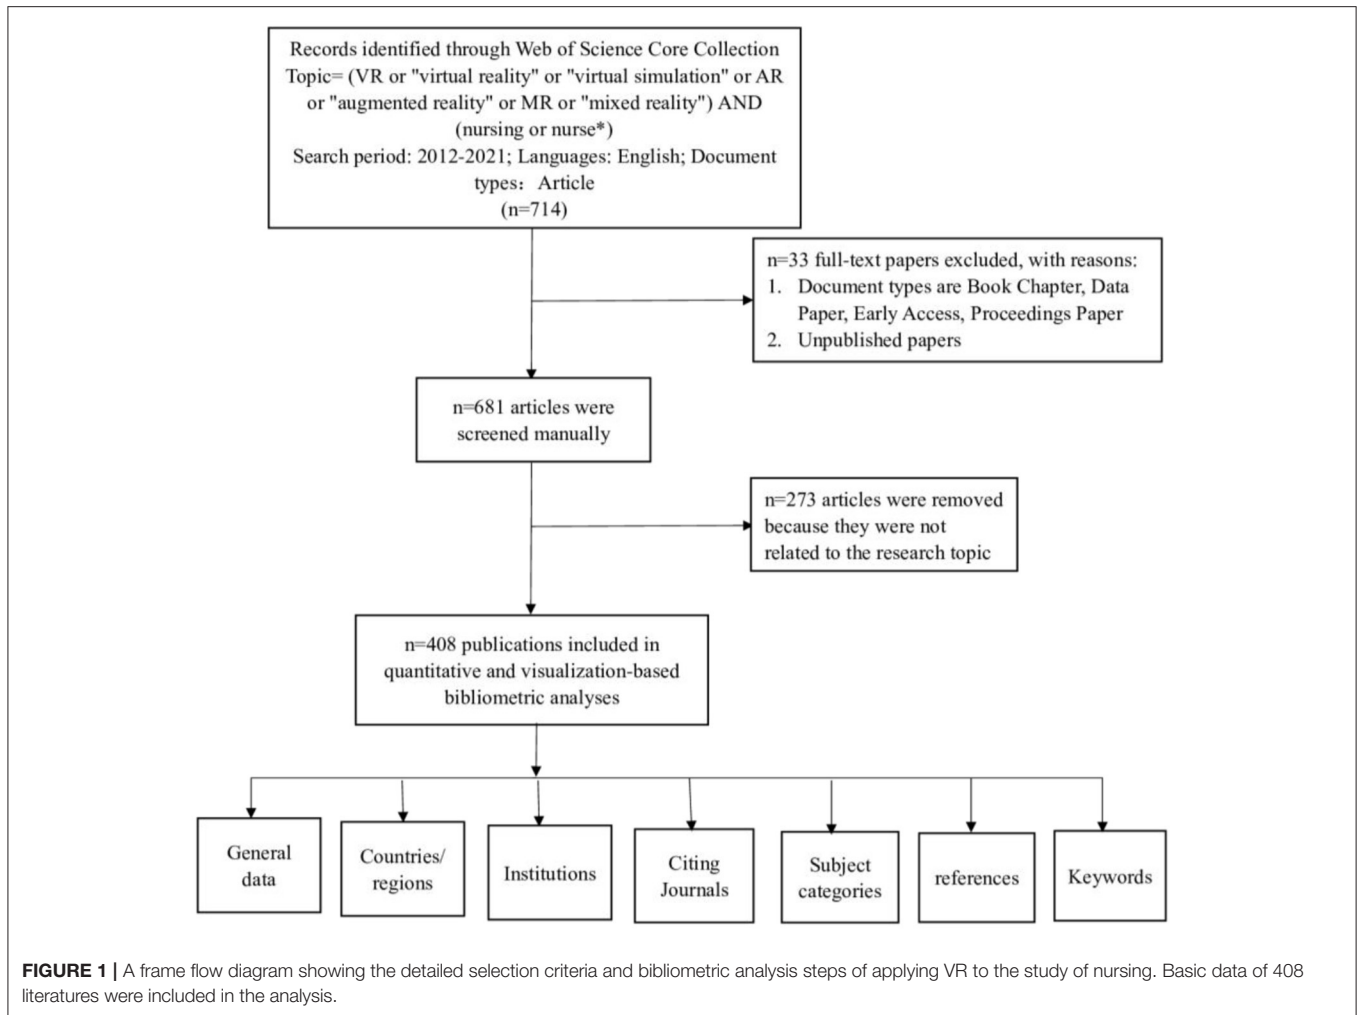 Records identified through Web of Science Core Collection
Topic= (VR or "virtual reality" or "virtual simulation" or AR
or "augmented reality" or MR or "mixed reality") AND
(nursing or nurse*)
Search period: 2012-2021; Languages: English; Document
types：Article
(n=714)
n=33 full-text papers excluded, with reasons:
1. Document types are Book Chapter, Data
Paper, Early Access, Proceedings Paper
2. Unpublished papers
n=681 articles were
screened manually
n=273 articles were removed
because they were not
related to the research topic
n=408 publications included in
quantitative and visualization-based
bibliometric analyses
General
data
Countries/
regions
Institutions
Citing
Journals
Subject
categories
references
Keywords
FIGURE 1 | A frame flow diagram showing the detailed selection criteria and bibliometric analysis steps of applying VR to the study of nursing. Basic data of 408
literatures were included in the analysis.